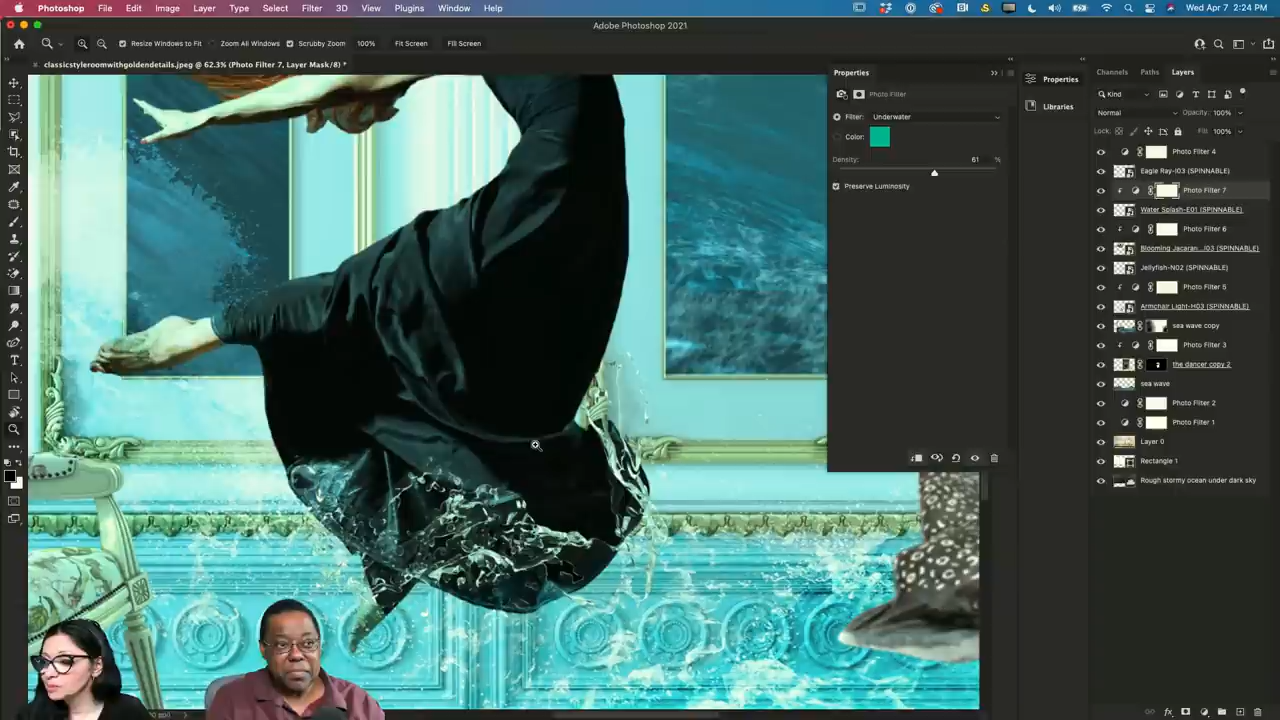 Photoshop File Edit Image Layer Type Select Filter 3D View Plugins Window Help Wed Apr 7 2:24 PM
Adobe Photoshop 2021
Resize Windows to Fit Zoom All Windows Scrubby Zoom 100% Fit Screen Fill Screen
× classicstyleroomwithgoldendetails.jpeg @ 62.3% (Photo Filter 7, Layer Mask/8) *
Properties
Photo Filter
Filter: Underwater
Color:
Density: 61 %
Preserve Luminosity
Properties
Libraries
Channels Paths Layers
Kind
Normal Opacity: 100%
Lock: Fill: 100%
Photo Filter 4
Eagle Ray-I03 (SPINNABLE)
Photo Filter 7
Water Splash-E01 (SPINNABLE)
Photo Filter 6
Blooming Jacaran.../03 (SPINNABLE)
Jellyfish-N02 (SPINNABLE)
Photo Filter 5
Armchair Light-H03 (SPINNABLE)
sea wave copy
Photo Filter 3
the dancer copy 2
sea wave
Photo Filter 2
Photo Filter 1
Layer 0
Rectangle 1
Rough stormy ocean under dark sky